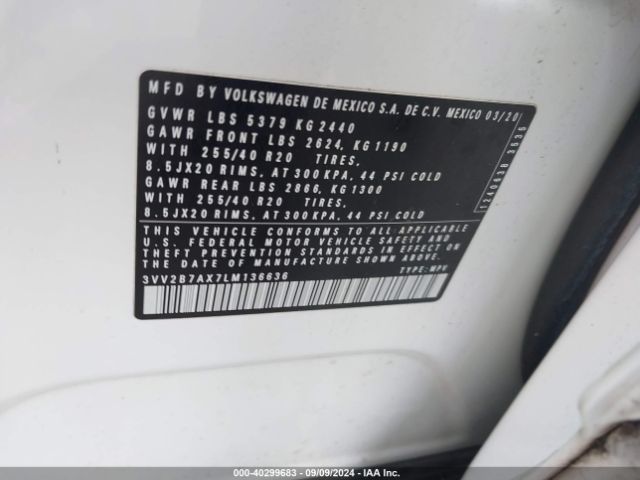 MFD BY VOLKSWAGEN DE MEXICO S.A. DE C.V. MEXICO 03/20
GVWR LBS 5379 KG 2440
GAWR FRONT LBS 2624, KG 1190
WITH 255/40 R20 TIRES,
8.5JX20 RIMS, AT 300 KPA, 44 PSI COLD
GAWR REAR LBS 2866, KG 1300
WITH 255/40 R20 TIRES,
8.5JX20 RIMS, AT 300 KPA, 44 PSI COLD
THIS VEHICLE CONFORMS TO ALL APPLICABLE
U.S. FEDERAL MOTOR VEHICLE SAFETY AND
THEFT PREVENTION STANDARDS IN EFFECT ON
THE DATE OF MANUFACTURE SHOWN ABOVE.
3VV2B7AX7LM136636 TYPE: MPV
000-40299683 - 09/09/2024 - IAA Inc.